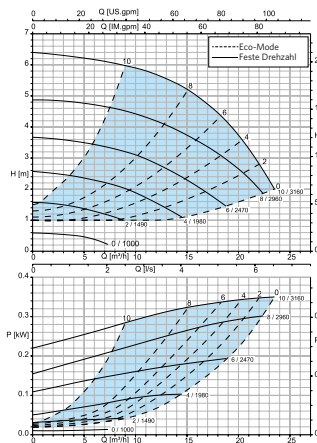 Q [US.gpm]
0 20 40 60 80 100
Q [IM.gpm]
0 20 40 60 80
Eco-Mode
Feste Drehzahl
7
6
5
4
3
2
1
0
H [m]
10
8
6
4
2
0
10 / 3160
8 / 2960
6 / 2470
4 / 1980
2 / 1490
0 / 1000
0 5 10 15 20 25
Q [m³/h]
0 2 4 6
Q [l/s]
0.4
0.3
0.2
0.1
0.0
P [kW]
10
8
6
4
2
0
10 / 3160
8 / 2960
6 / 2470
4 / 1980
2 / 1490
0 / 1000
0 5 10 15 20 25
Q [m³/h]